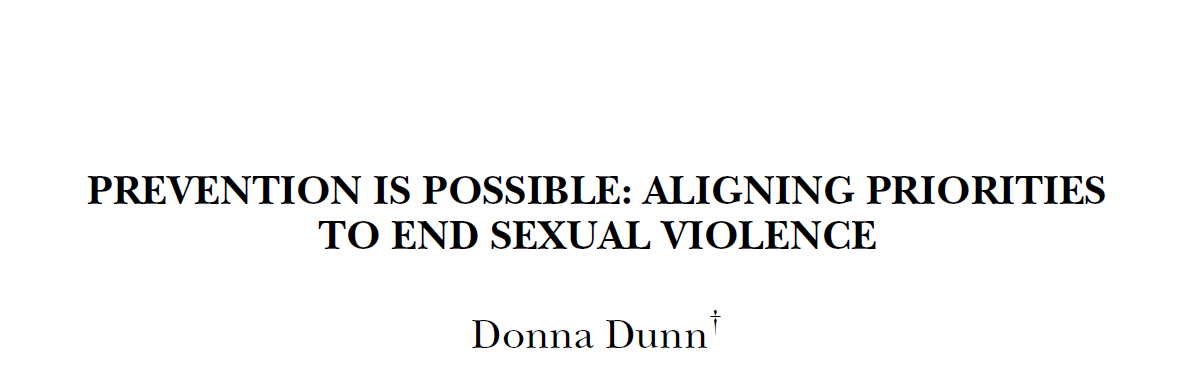 PREVENTION IS POSSIBLE: ALIGNING PRIORITIES
TO END SEXUAL VIOLENCE
Donna Dunn†